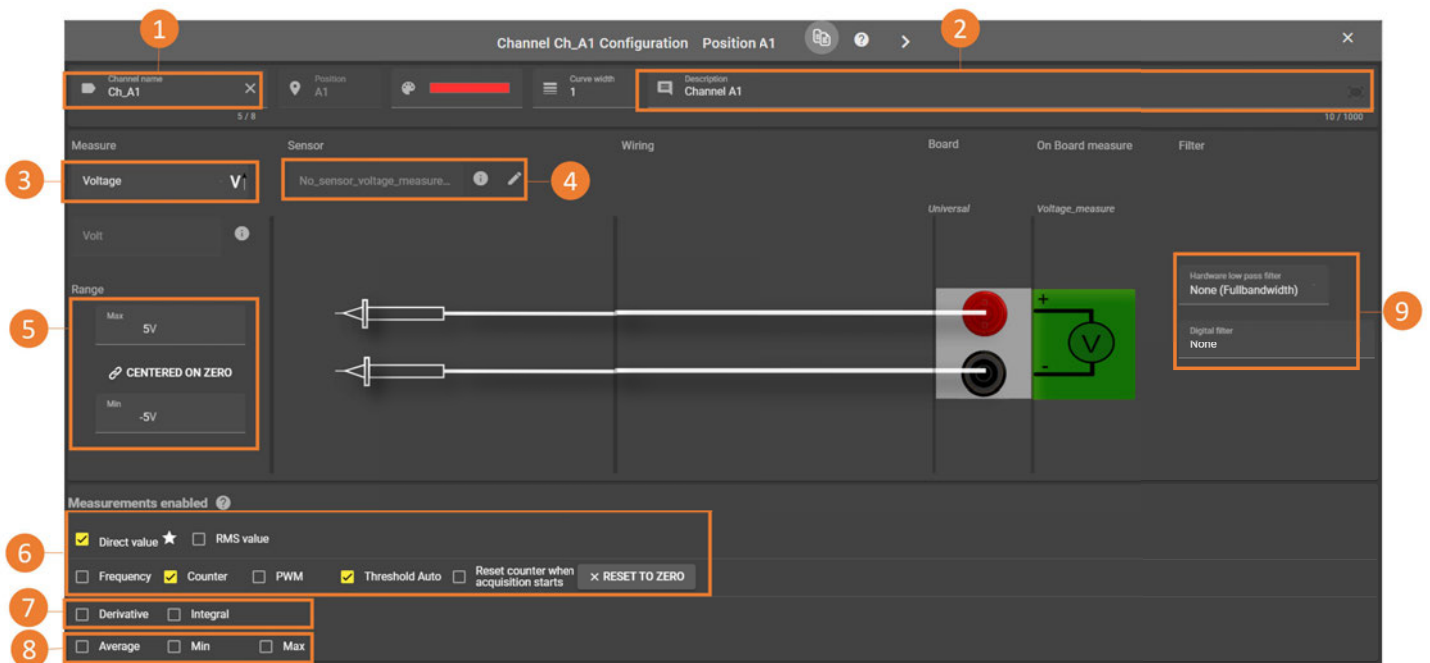 1
2
Channel Ch_A1 Configuration Position A1
Channel name
Ch_A1
5 / 8
Position
A1
Curve width
1
Description
Channel A1
10 / 1000
Measure
Sensor
Wiring
Board
On Board measure
Filter
3
Voltage
V
No_sensor_voltage_measure...
4
Universal
Voltage_measure
Volt
Range
5
Max
5V
CENTERED ON ZERO
Min
-5V
+
V
-
Hardware low pass filter
None (Fullbandwidth)
Digital filter
None
9
Measurements enabled
6
Direct value
RMS value
Frequency
Counter
PWM
Threshold Auto
Reset counter when
acquisition starts
RESET TO ZERO
7
Derivative
Integral
8
Average
Min
Max